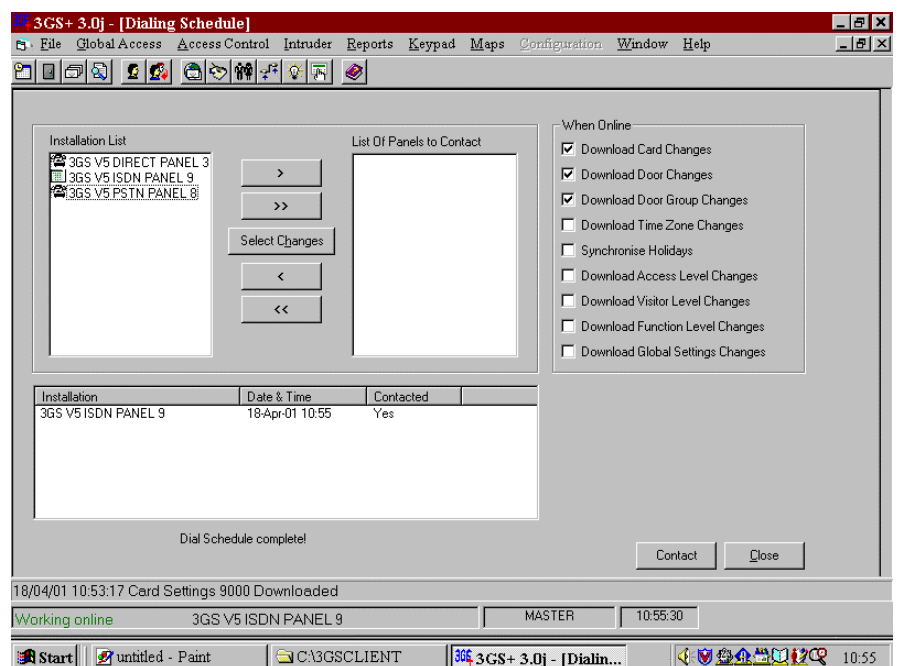 3GS+ 3.0j - [Dialing Schedule]
File Global Access Access Control Intruder Reports Keypad Maps Configuration Window Help
Installation List
3GS V5 DIRECT PANEL 3
3GS V5 ISDN PANEL 9
3GS V5 PSTN PANEL 8
>
>>
Select Changes
<
<<
List Of Panels to Contact
When Online
Download Card Changes
Download Door Changes
Download Door Group Changes
Download Time Zone Changes
Synchronise Holidays
Download Access Level Changes
Download Visitor Level Changes
Download Function Level Changes
Download Global Settings Changes
Installation Date & Time Contacted
3GS V5 ISDN PANEL 9 18-Apr-01 10:55 Yes
Dial Schedule complete!
Contact Close
18/04/01 10:53:17 Card Settings 9000 Downloaded
Working online 3GS V5 ISDN PANEL 9 MASTER 10:55:30
Start untitled - Paint C:\3GSCLIENT 3GS+ 3.0j - [Dialin... 10:55